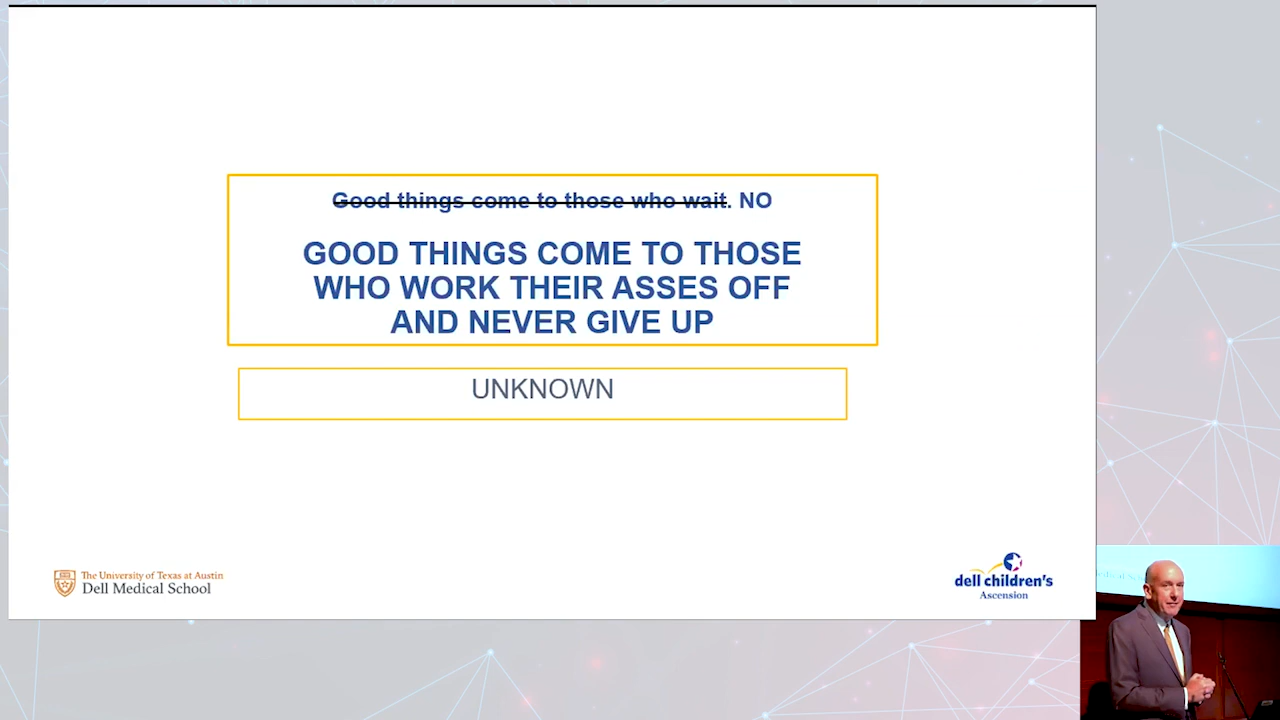 Good things come to those who wait. NO
GOOD THINGS COME TO THOSE
WHO WORK THEIR ASSES OFF
AND NEVER GIVE UP
UNKNOWN
The University of Texas at Austin
Dell Medical School
dell children's
Ascension